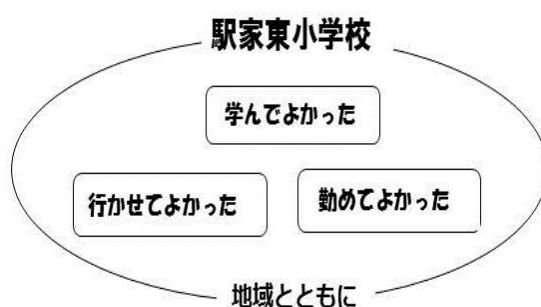 駅家東小学校
学んでよかった
行かせてよかった
勤めてよかった
地域とともに